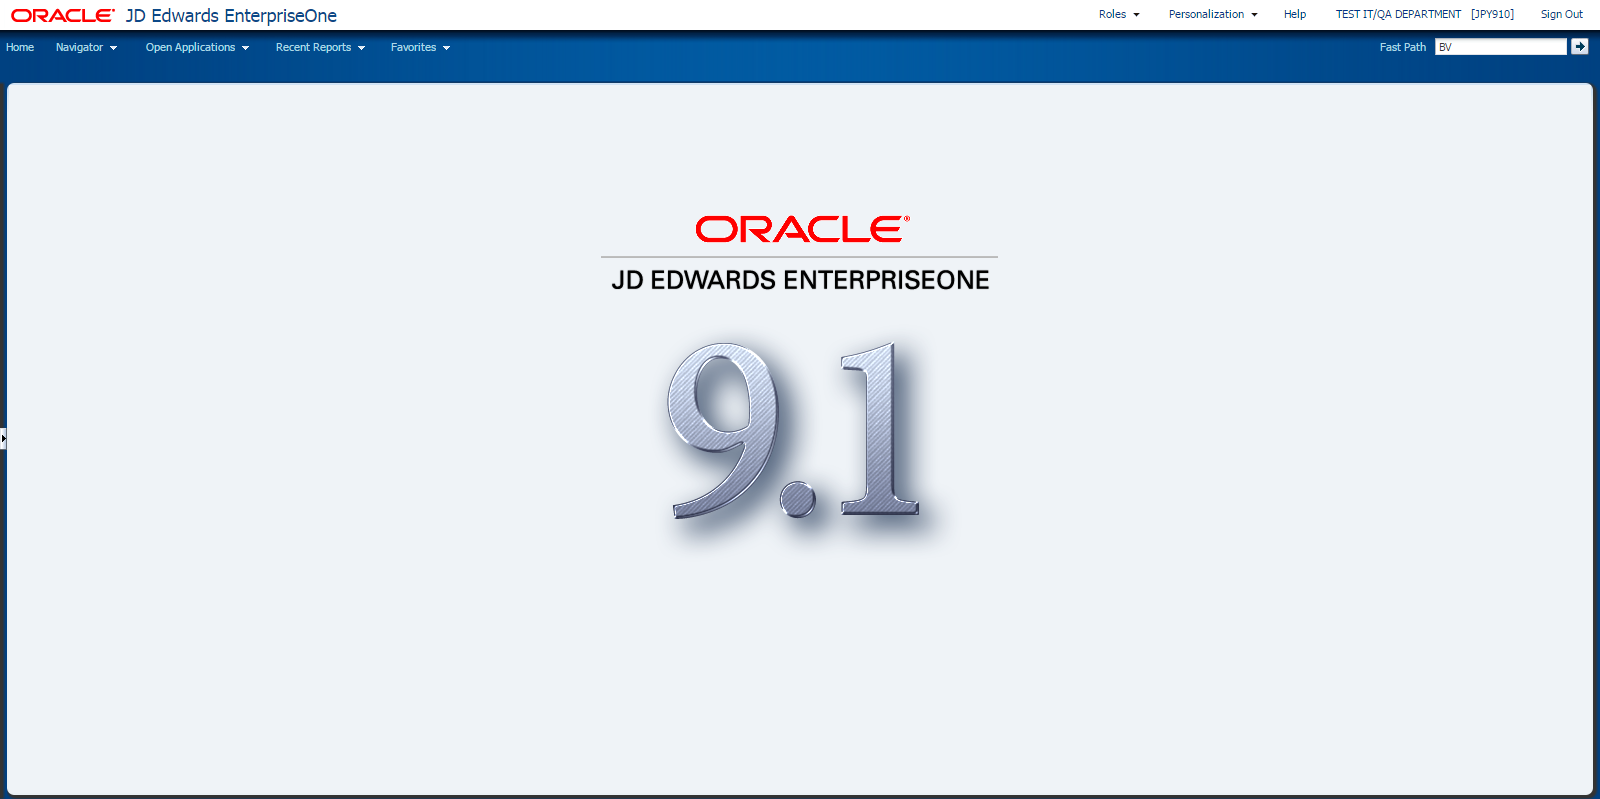 ORACLE® JD Edwards EnterpriseOne Roles Personalization Help TEST IT/QA DEPARTMENT [JPY910] Sign Out
Home Navigator Open Applications Recent Reports Favorites Fast Path BV
ORACLE®
JD EDWARDS ENTERPRISEONE
9.1